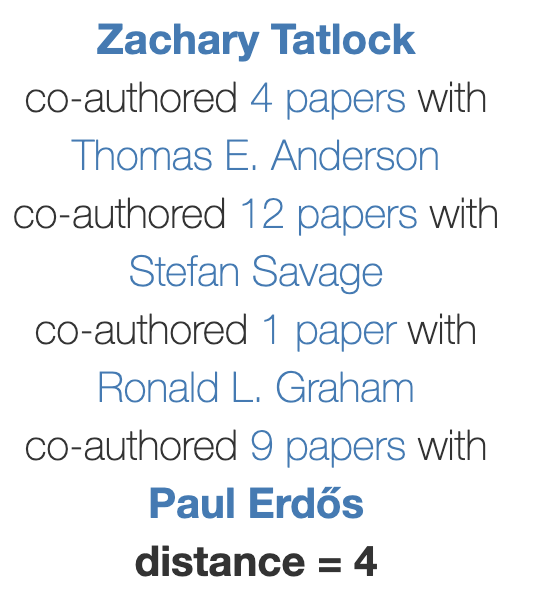 Zachary Tatlock
co-authored 4 papers with
Thomas E. Anderson
co-authored 12 papers with
Stefan Savage
co-authored 1 paper with
Ronald L. Graham
co-authored 9 papers with
Paul Erdős
distance = 4